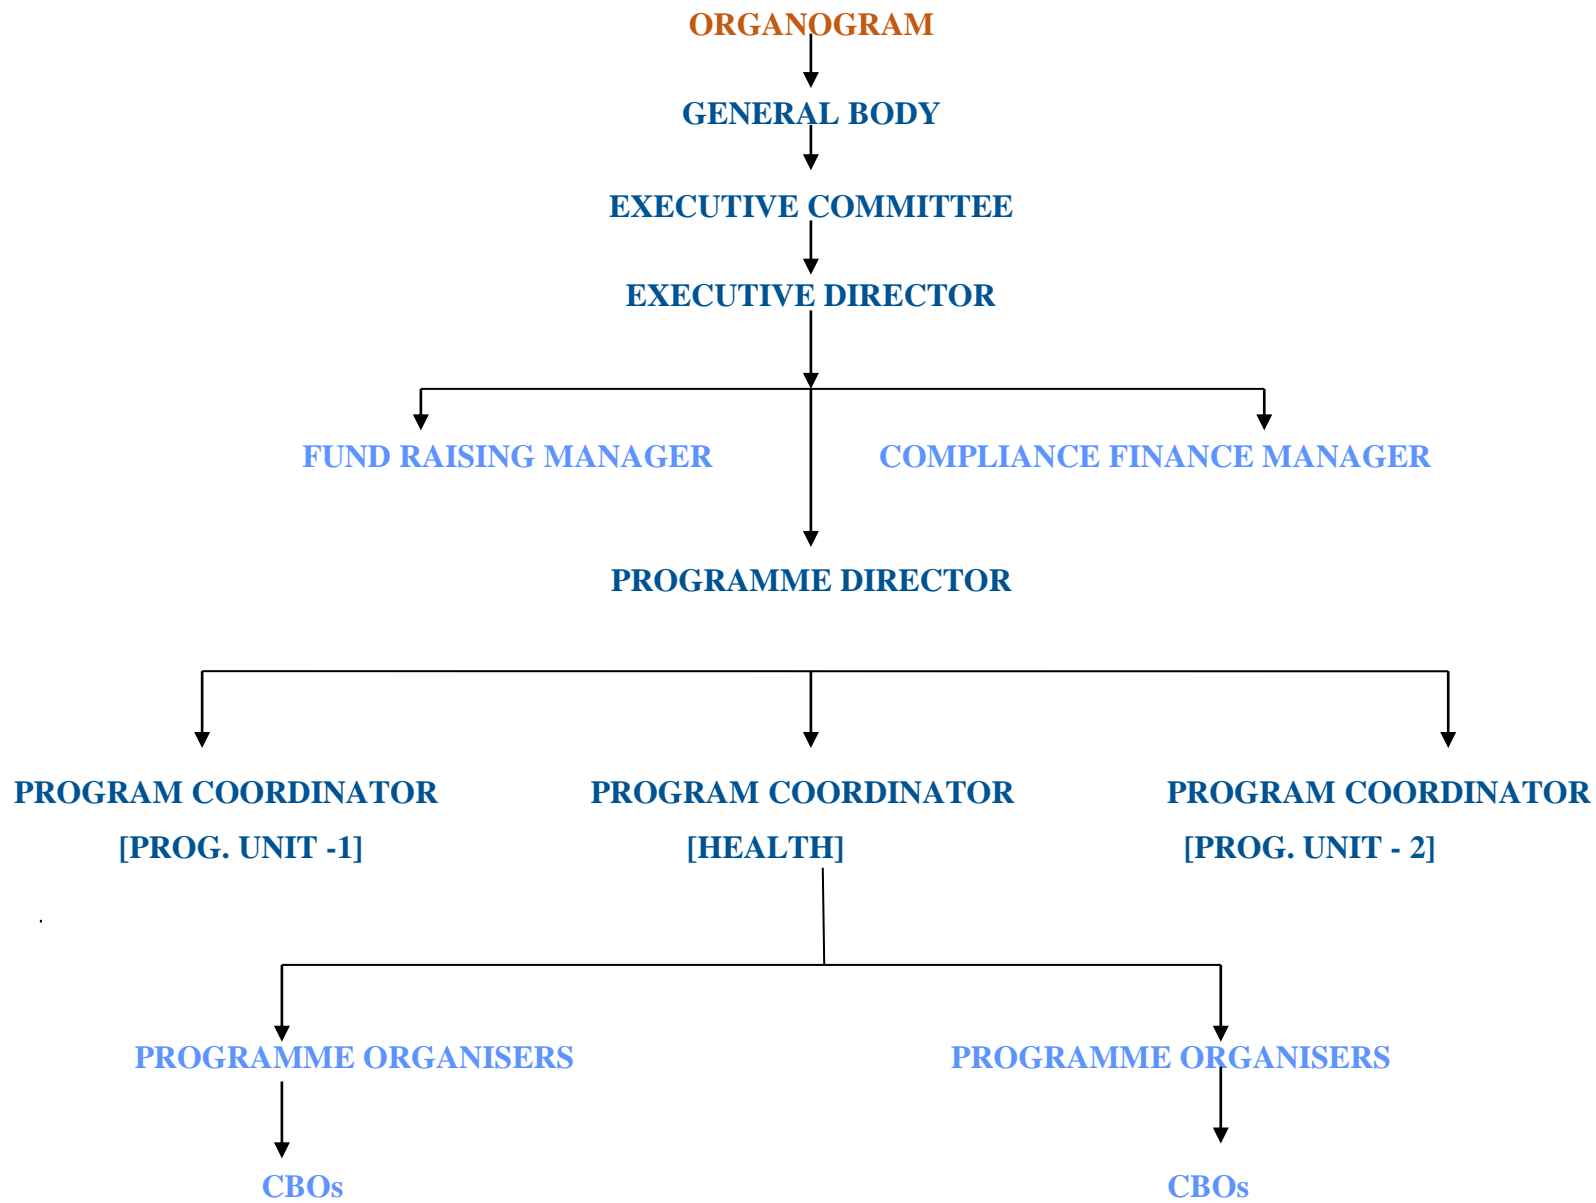 ORGANOGRAM
GENERAL BODY
EXECUTIVE COMMITTEE
EXECUTIVE DIRECTOR
FUND RAISING MANAGER
COMPLIANCE FINANCE MANAGER
PROGRAMME DIRECTOR
PROGRAM COORDINATOR
[PROG. UNIT -1]
PROGRAM COORDINATOR
[HEALTH]
PROGRAM COORDINATOR
[PROG. UNIT - 2]
.
PROGRAMME ORGANISERS
PROGRAMME ORGANISERS
CBOs
CBOs